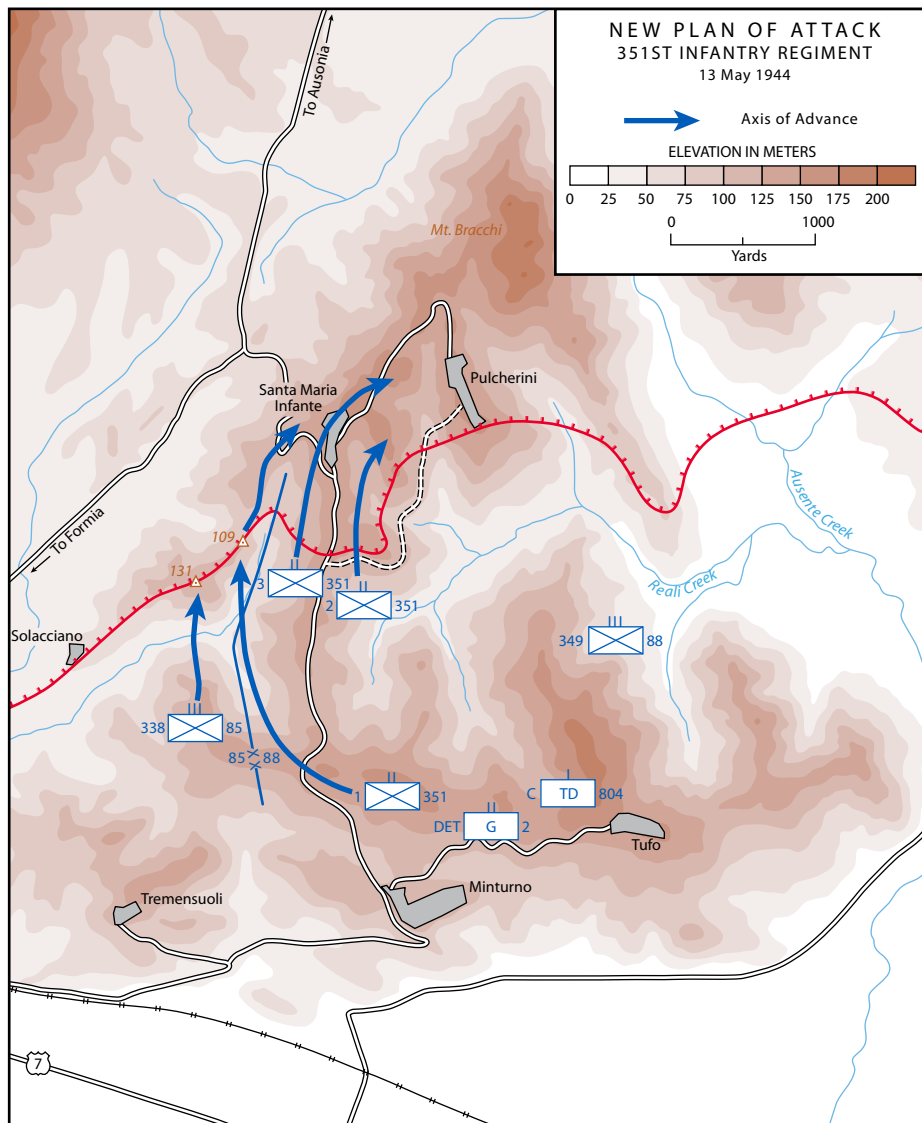 NEW PLAN OF ATTACK
351ST INFANTRY REGIMENT
13 May 1944
Axis of Advance
ELEVATION IN METERS
0 25 50 75 100 125 150 175 200
0 1000
Yards
To Ausonia
Mt. Bracchi
Santa Maria
Infante
Pulcherini
To Formia
109
131
Ausente Creek
Reali Creek
3 351
2 351
349 88
Solacciano
338 85
85 88
1 351
C TD 804
DET G 2
Tufo
Tremensuoli
Minturno
7